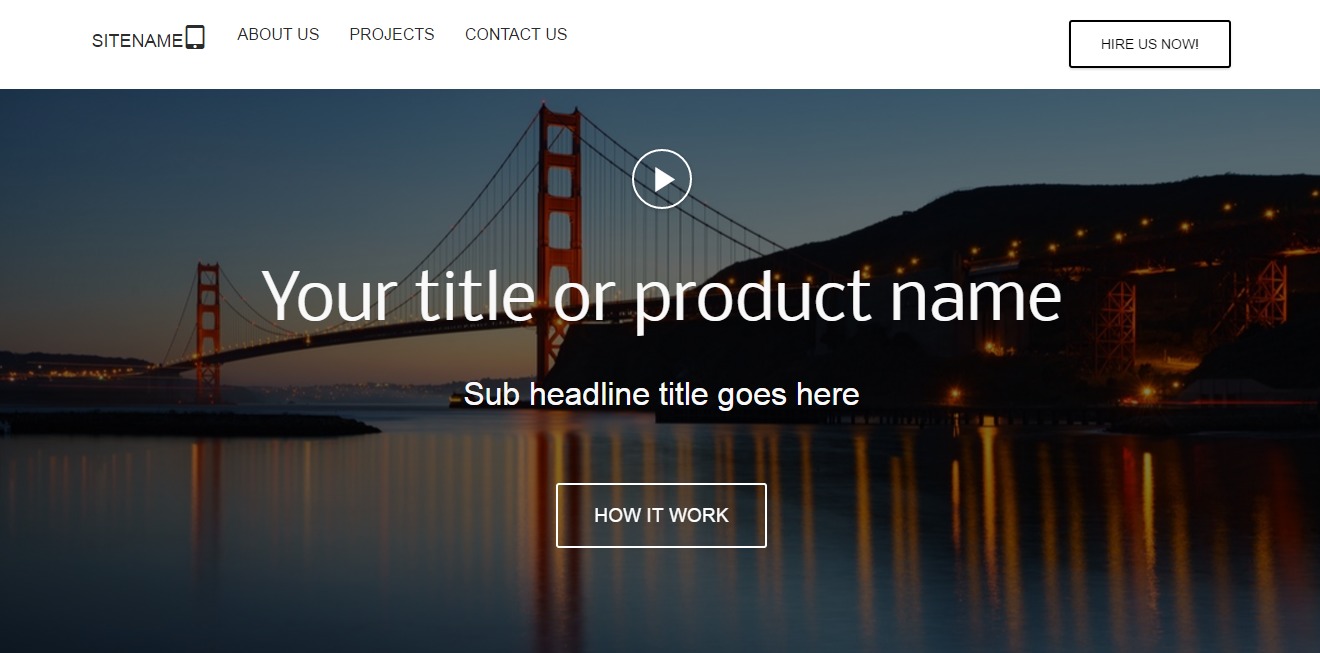 SITENAME ABOUT US PROJECTS CONTACT US HIRE US NOW!
Your title or product name
Sub headline title goes here
HOW IT WORK